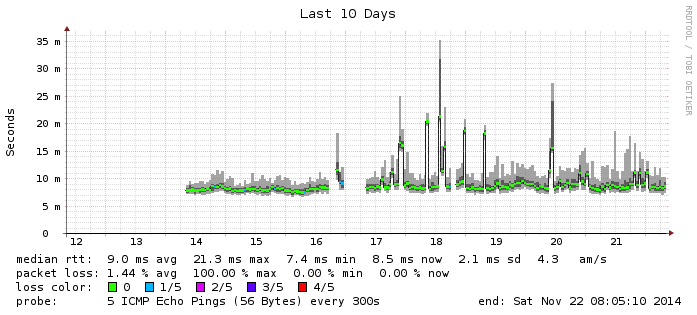 Last 10 Days
RRDTOOL / TOBI OETIKER
Seconds
35 m
30 m
25 m
20 m
15 m
10 m
5 m
0
12 13 14 15 16 17 18 19 20 21
median rtt: 9.0 ms avg 21.3 ms max 7.4 ms min 8.5 ms now 2.1 ms sd 4.3 am/s
packet loss: 1.44 % avg 100.00 % max 0.00 % min 0.00 % now
loss color: 0 1/5 2/5 3/5 4/5
probe: 5 ICMP Echo Pings (56 Bytes) every 300s end: Sat Nov 22 08:05:10 2014